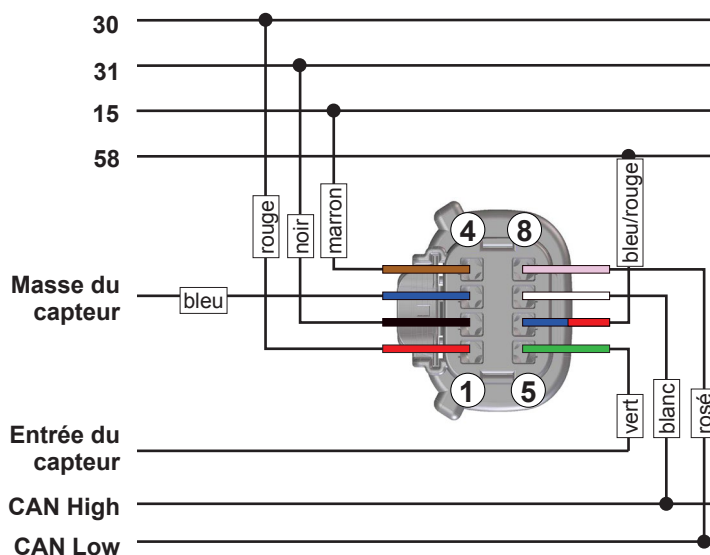 30
31
15
58
rouge
noir
marron
bleu/rouge
4
8
Masse du
capteur
bleu
1
5
vert
blanc
rosé
Entrée du
capteur
CAN High
CAN Low